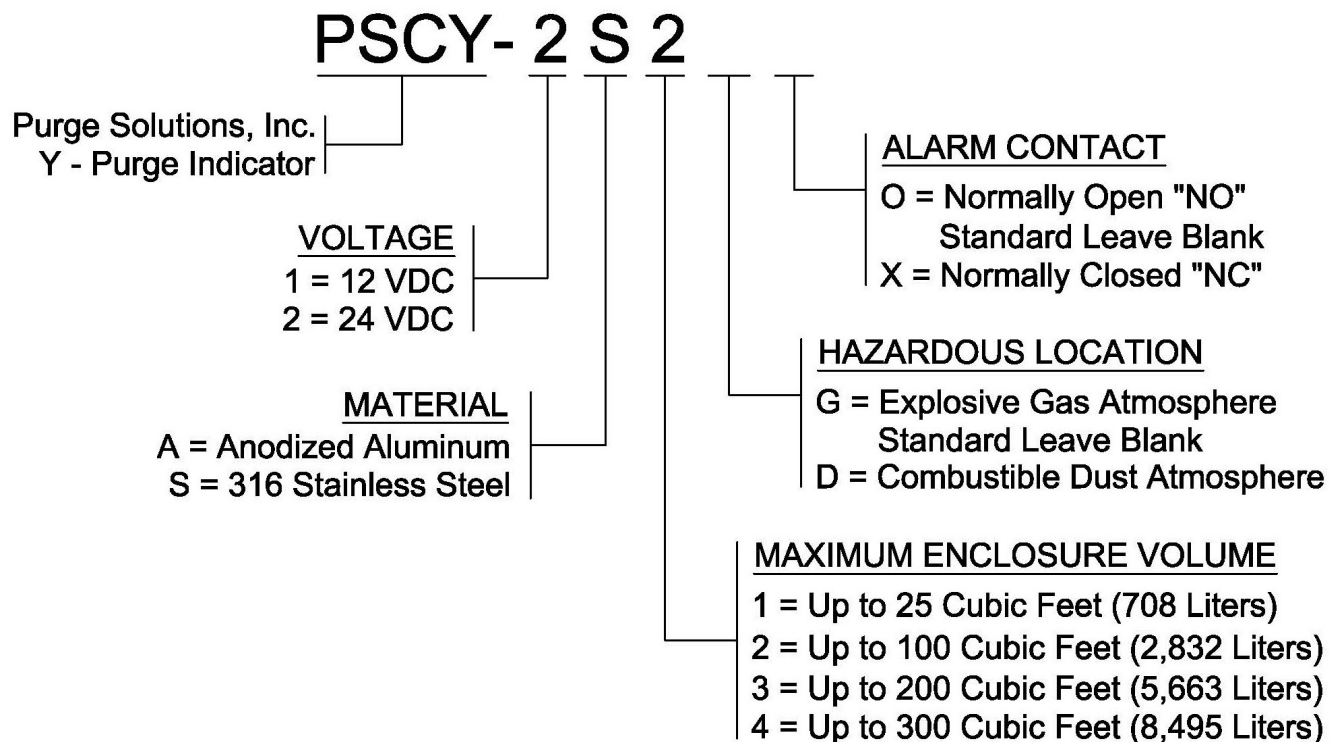 PSCY- 2 S 2
Purge Solutions, Inc.
Y - Purge Indicator
VOLTAGE
1 = 12 VDC
2 = 24 VDC
MATERIAL
A = Anodized Aluminum
S = 316 Stainless Steel
ALARM CONTACT
O = Normally Open "NO"
Standard Leave Blank
X = Normally Closed "NC"
HAZARDOUS LOCATION
G = Explosive Gas Atmosphere
Standard Leave Blank
D = Combustible Dust Atmosphere
MAXIMUM ENCLOSURE VOLUME
1 = Up to 25 Cubic Feet (708 Liters)
2 = Up to 100 Cubic Feet (2,832 Liters)
3 = Up to 200 Cubic Feet (5,663 Liters)
4 = Up to 300 Cubic Feet (8,495 Liters)